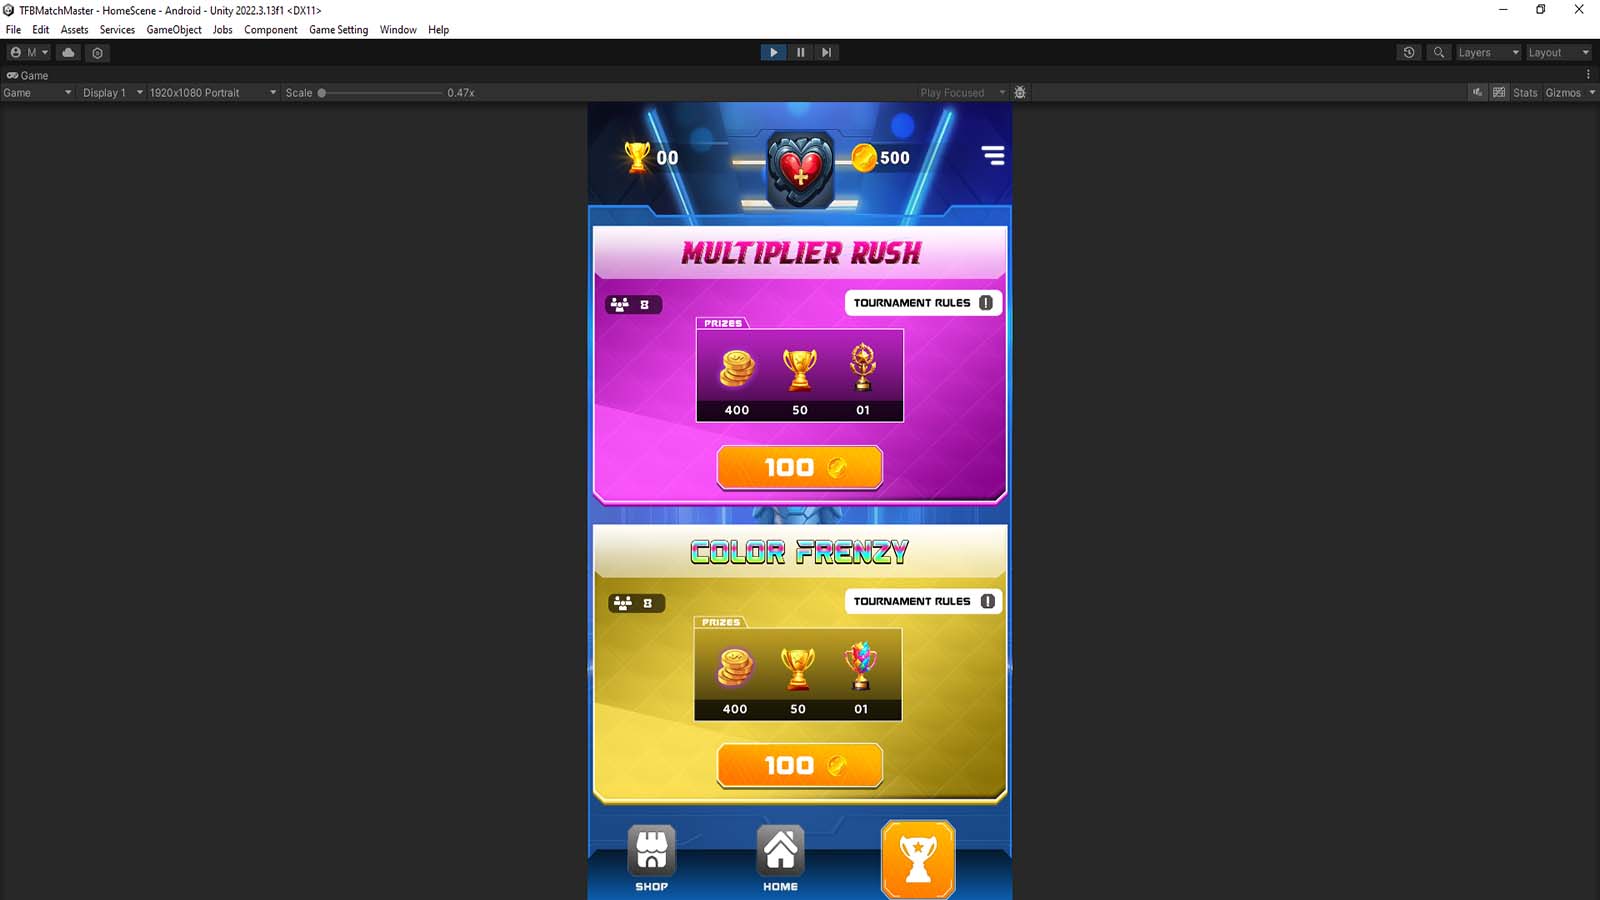 TFBMatchMaster - HomeScene - Android - Unity 2022.3.13f1 <DX11>
File Edit Assets Services GameObject Jobs Component Game Setting Window Help
M Layers Layout
Game
Game Display 1 1920x1080 Portrait Scale 0.47x Play Focused Stats Gizmos
00 500
MULTIPLIER RUSH
8 TOURNAMENT RULES !
PRIZES
400 50 01
100
COLOR FRENZY
8 TOURNAMENT RULES !
PRIZES
400 50 01
100
SHOP HOME